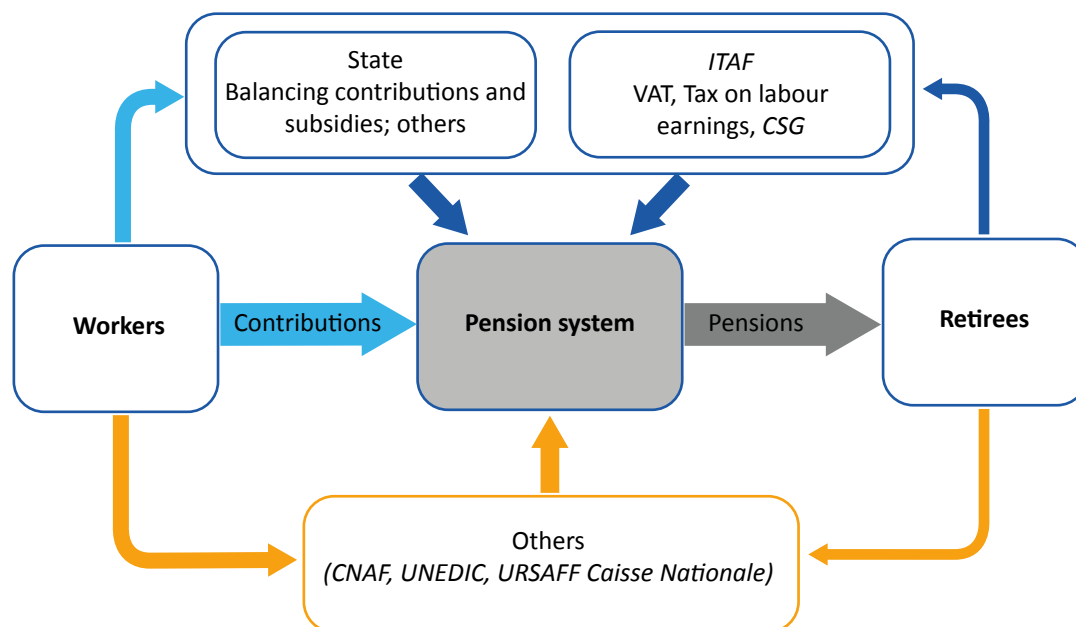 State
Balancing contributions and
subsidies; others
ITAF
VAT, Tax on labour
earnings, CSG
Workers
Contributions
Pension system
Pensions
Retirees
Others
(CNAF, UNEDIC, URSAFF Caisse Nationale)